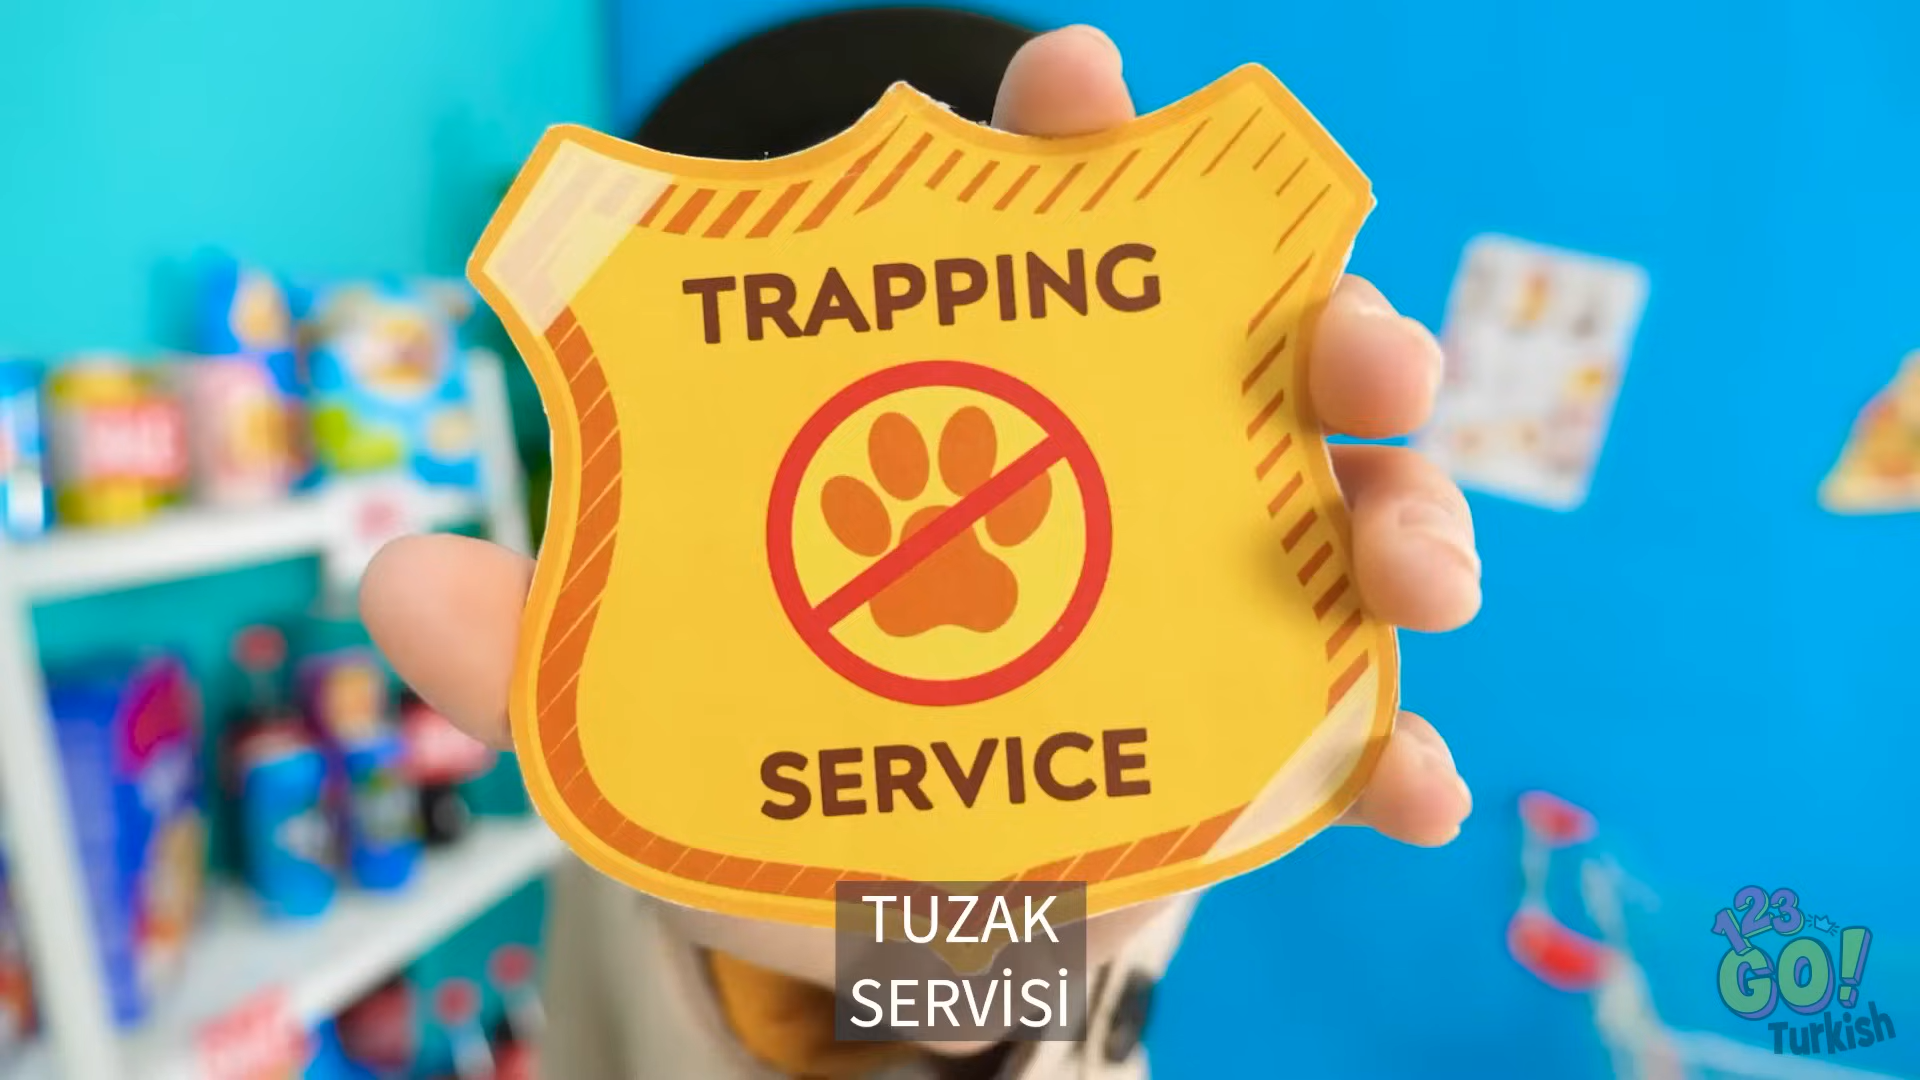 TRAPPING
SERVICE
TUZAK
SERVİSİ
123
GO!
Turkish